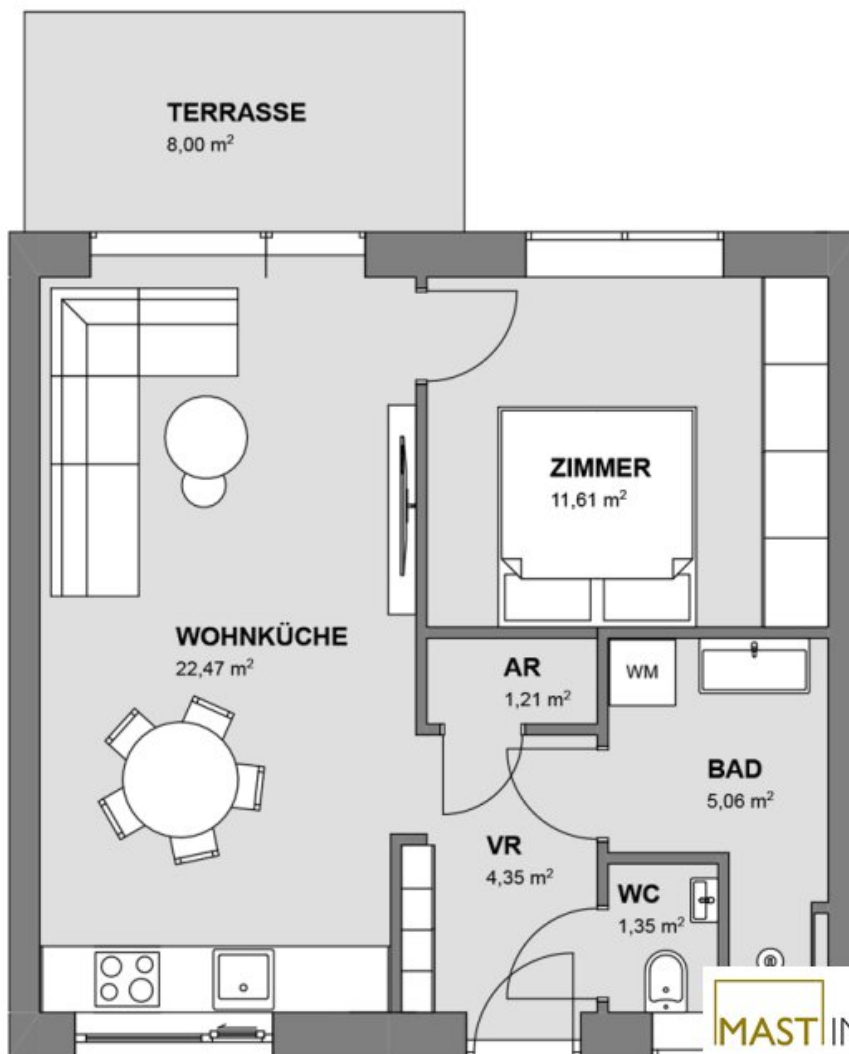 TERRASSE
8,00 m²
ZIMMER
11,61 m²
WOHNKÜCHE
22,47 m²
AR
1,21 m²
WM
BAD
5,06 m²
VR
4,35 m²
WC
1,35 m²
MAST